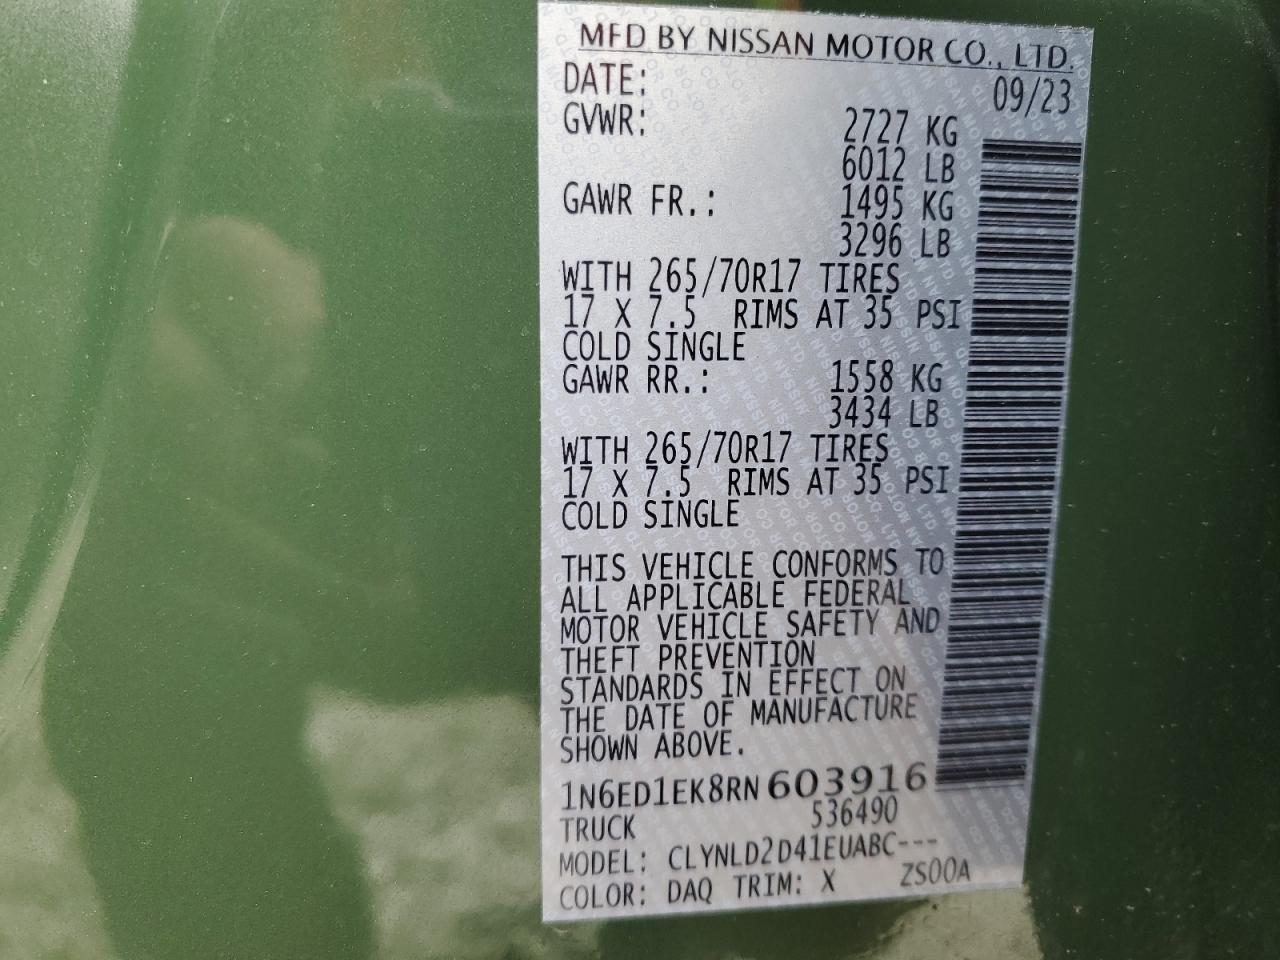 MFD BY NISSAN MOTOR CO., LTD.
DATE: 09/23
GVWR: 2727 KG
6012 LB
GAWR FR.: 1495 KG
3296 LB
WITH 265/70R17 TIRES
17 X 7.5 RIMS AT 35 PSI
COLD SINGLE
GAWR RR.: 1558 KG
3434 LB
WITH 265/70R17 TIRES
17 X 7.5 RIMS AT 35 PSI
COLD SINGLE
THIS VEHICLE CONFORMS TO
ALL APPLICABLE FEDERAL
MOTOR VEHICLE SAFETY AND
THEFT PREVENTION
STANDARDS IN EFFECT ON
THE DATE OF MANUFACTURE
SHOWN ABOVE.
1N6ED1EK8RN 603916
TRUCK 536490
MODEL: CLYNLD2D41EUABC---
COLOR: DAQ TRIM: X ZS00A